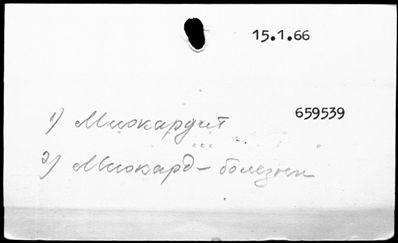 15.1.66
659539
1) Миокардит
2) Миокард – болезни